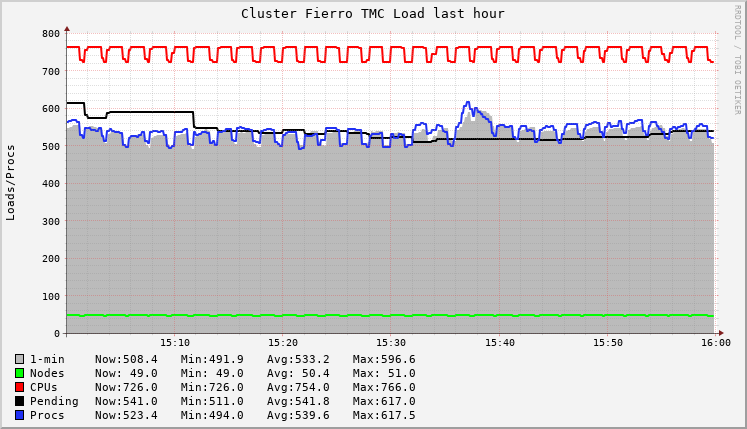 Cluster Fierro TMC Load last hour
RRDTOOL / TOBI OETIKER
Loads/Procs
800
700
600
500
400
300
200
100
0
15:10 15:20 15:30 15:40 15:50 16:00
1-min Now:508.4 Min:491.9 Avg:533.2 Max:596.6
Nodes Now: 49.0 Min: 49.0 Avg: 50.4 Max: 51.0
CPUs Now:726.0 Min:726.0 Avg:754.0 Max:766.0
Pending Now:541.0 Min:511.0 Avg:541.8 Max:617.0
Procs Now:523.4 Min:494.0 Avg:539.6 Max:617.5